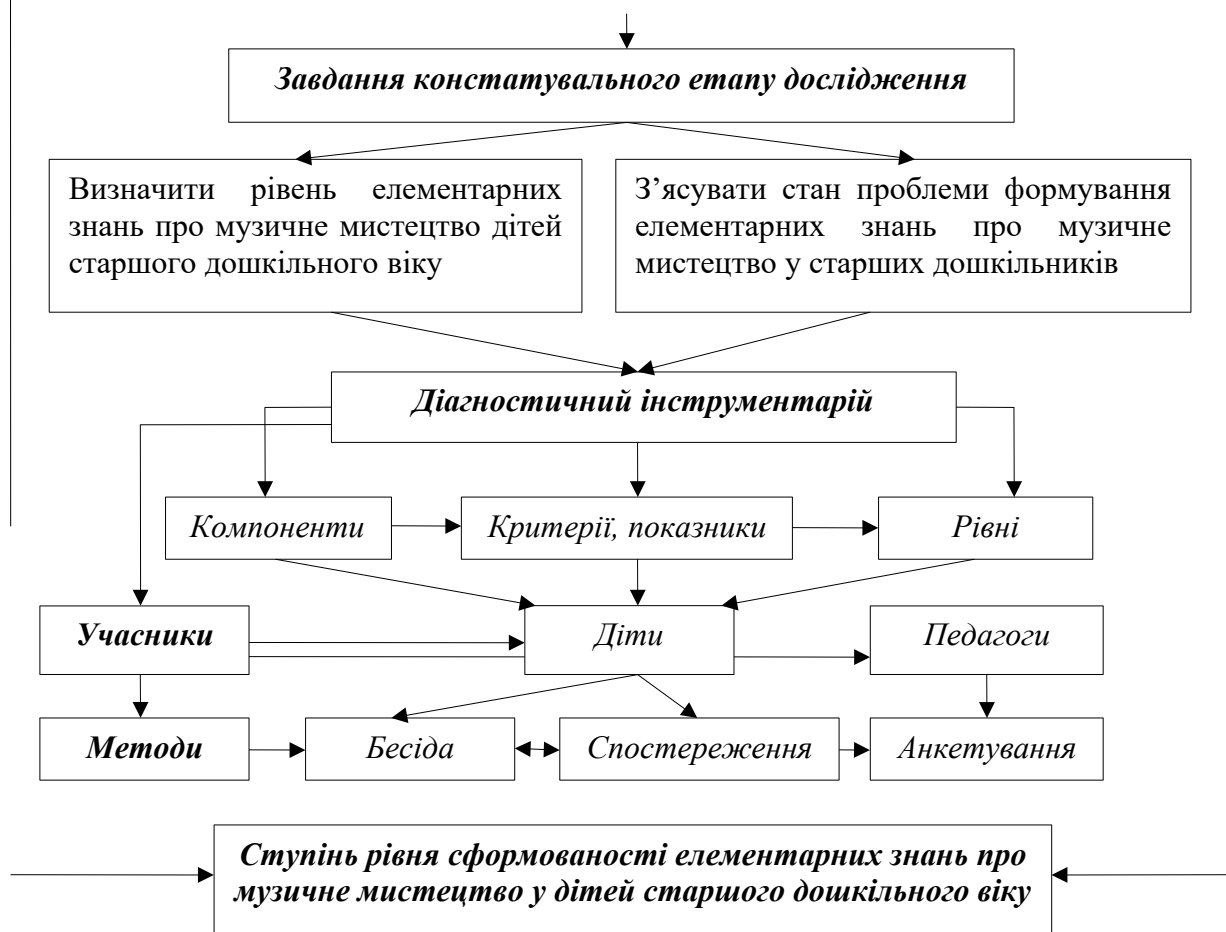 Завдання констатувального етапу дослідження
Визначити рівень елементарних
знань про музичне мистецтво дітей
старшого дошкільного віку
З’ясувати стан проблеми формування
елементарних знань про музичне
мистецтво у старших дошкільників
Діагностичний інструментарій
Компоненти
Критерії, показники
Рівні
Учасники
Діти
Педагоги
Методи
Бесіда
Спостереження
Анкетування
Ступінь рівня сформованості елементарних знань про
музичне мистецтво у дітей старшого дошкільного віку